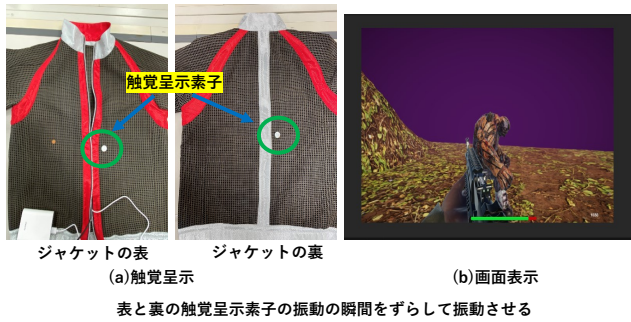 触覚呈示素子
ジャケットの表
ジャケットの裏
(a)触覚呈示
(b)画面表示
表と裏の触覚呈示素子の振動の瞬間をずらして振動させる